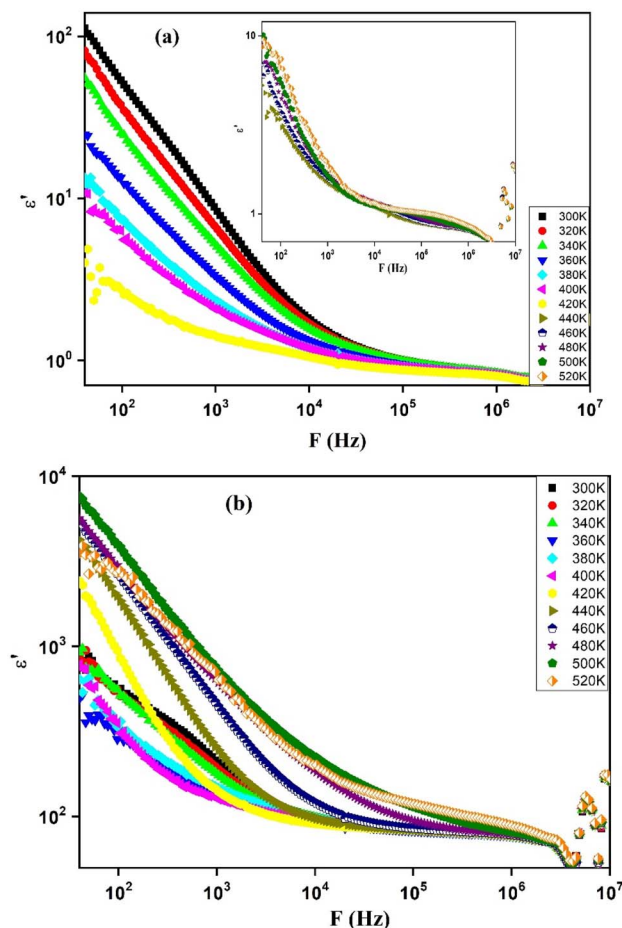 (a)
10²
10¹
10⁰
ε'
10²
10³
10⁴
10⁵
10⁶
10⁷
F (Hz)
10
1
ε'
10²
10³
10⁴
10⁵
10⁶
10⁷
F (Hz)
300K
320K
340K
360K
380K
400K
420K
440K
460K
480K
500K
520K
(b)
10⁴
10³
10²
ε'
10²
10³
10⁴
10⁵
10⁶
10⁷
F (Hz)
300K
320K
340K
360K
380K
400K
420K
440K
460K
480K
500K
520K